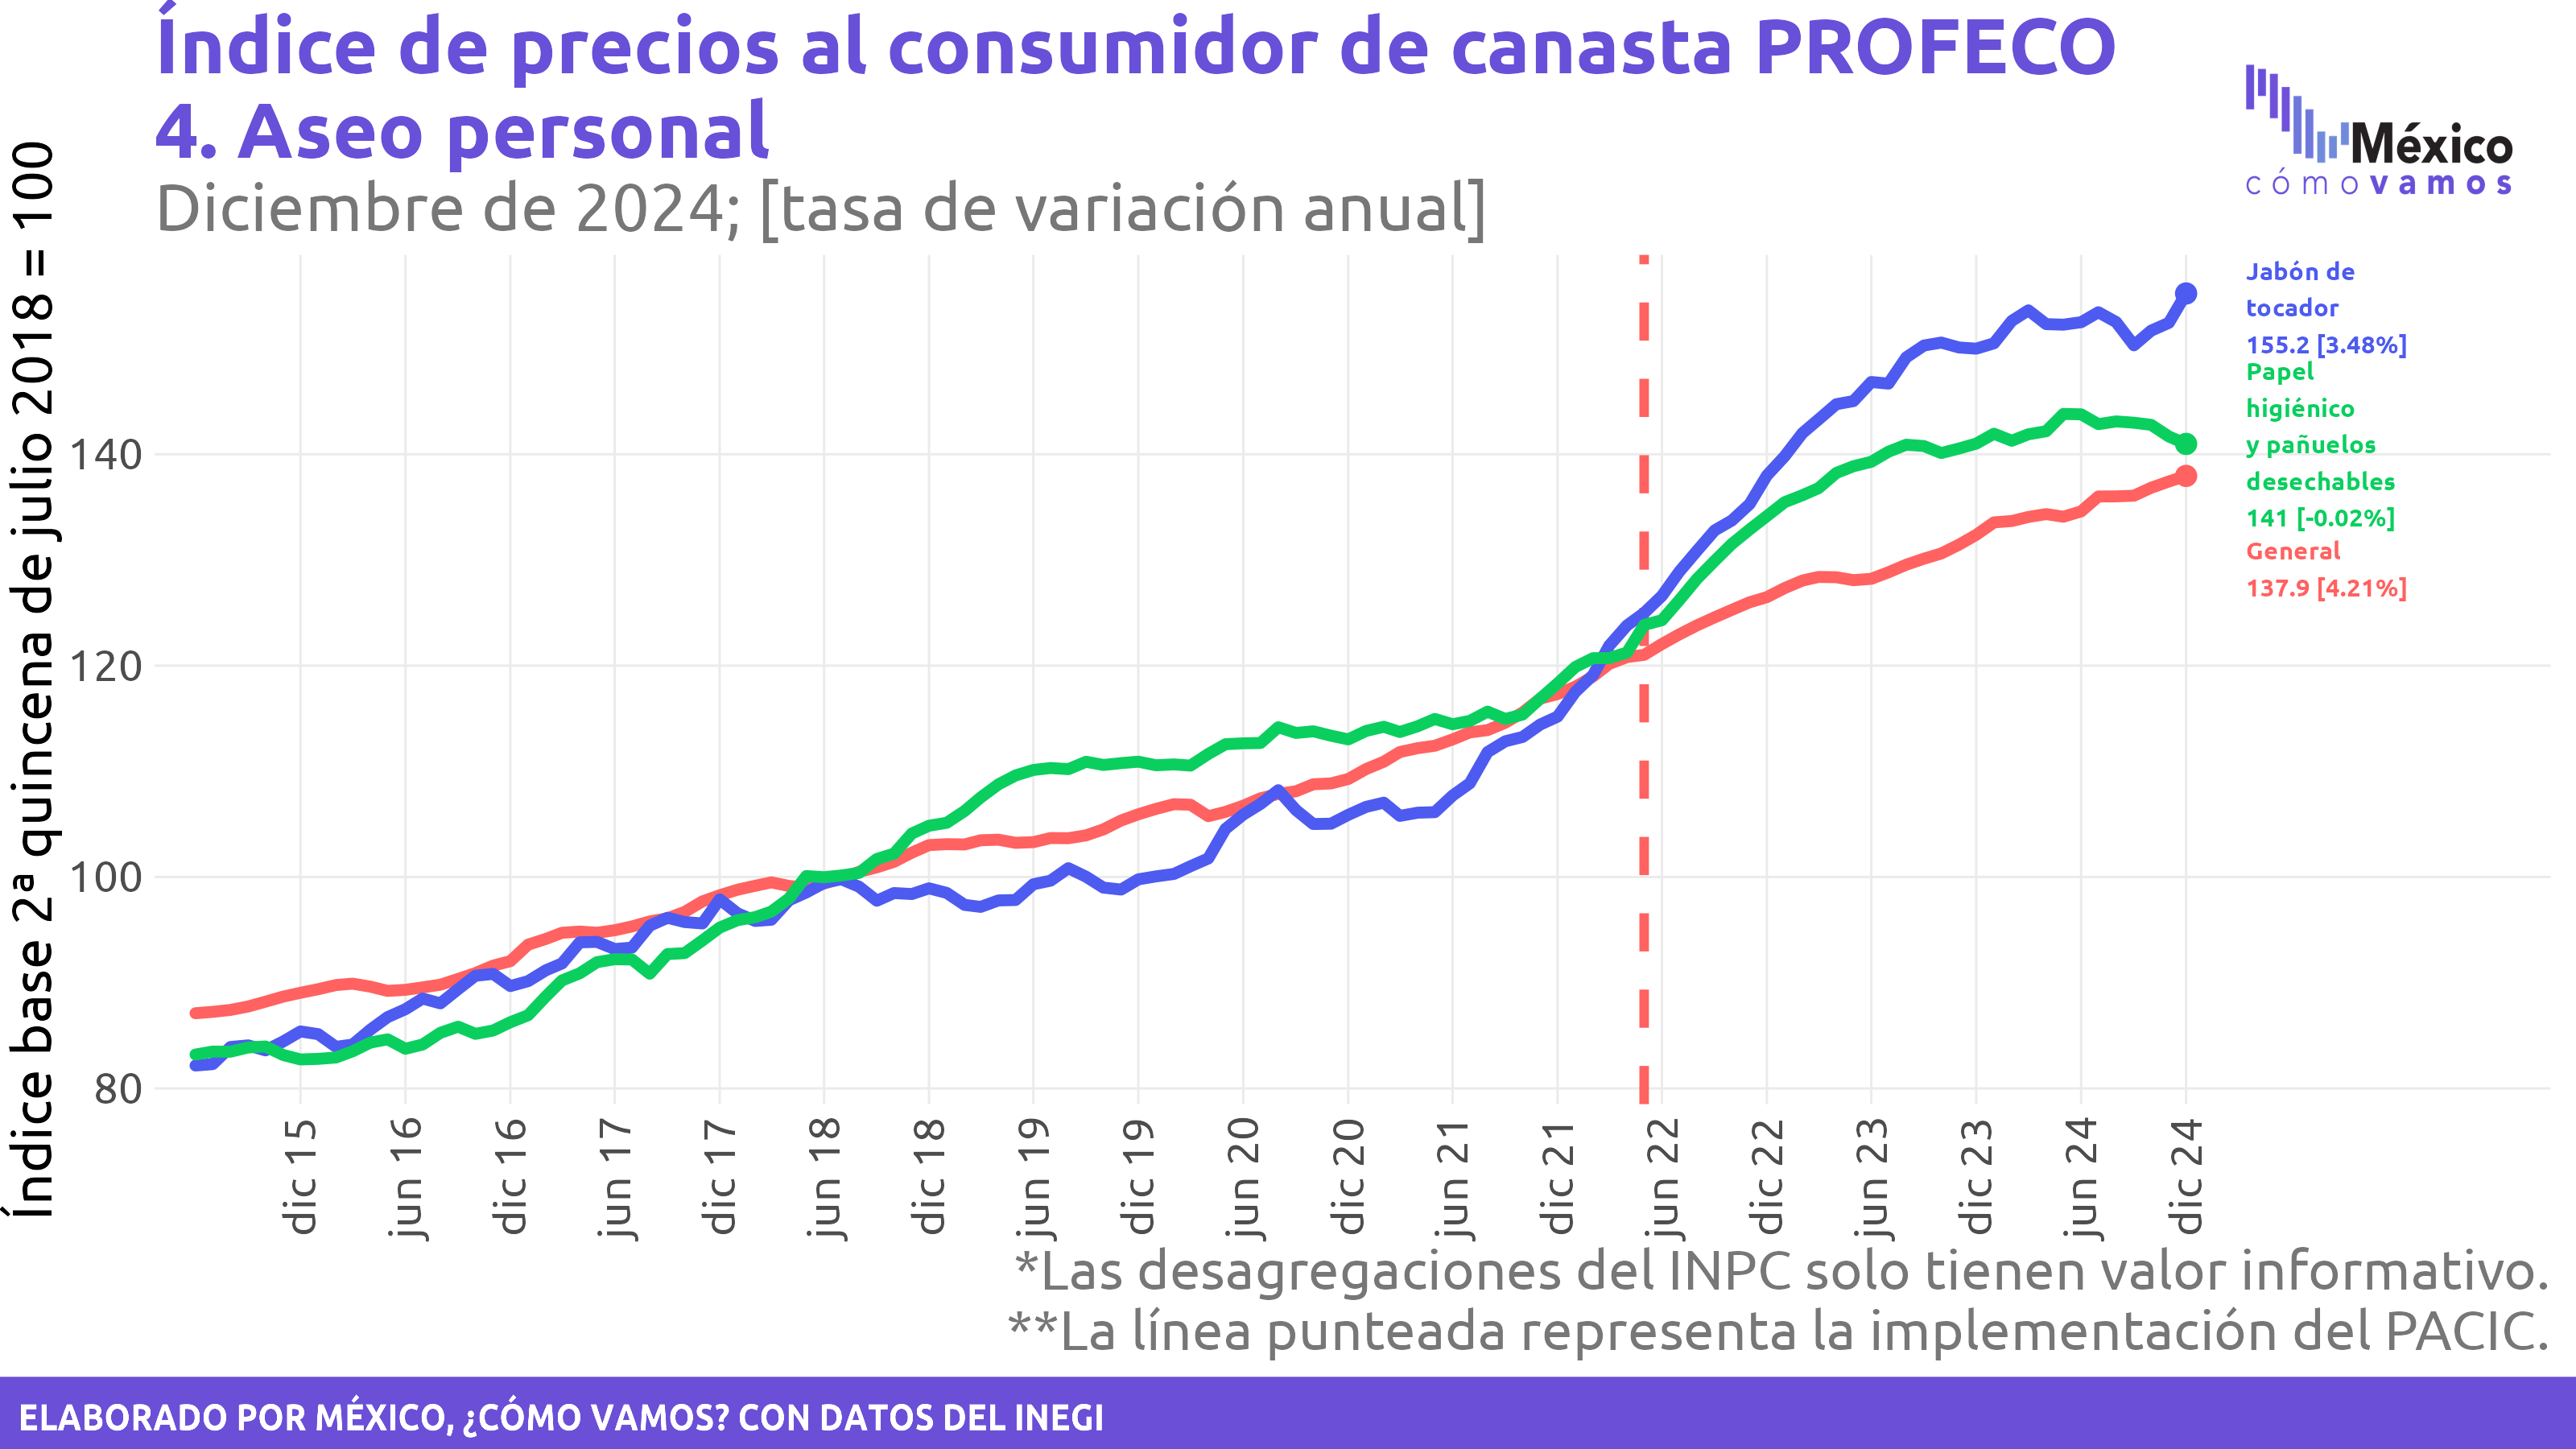 Índice de precios al consumidor de canasta PROFECO
4. Aseo personal
Diciembre de 2024; [tasa de variación anual]
México
cómovamos
Índice base 2ª quincena de julio 2018 = 100
140
120
100
80
Jabón de
tocador
155.2 [3.48%]
Papel
higiénico
y pañuelos
desechables
141 [-0.02%]
General
137.9 [4.21%]
dic 15
jun 16
dic 16
jun 17
dic 17
jun 18
dic 18
jun 19
dic 19
jun 20
dic 20
jun 21
dic 21
jun 22
dic 22
jun 23
dic 23
jun 24
dic 24
*Las desagregaciones del INPC solo tienen valor informativo.
**La línea punteada representa la implementación del PACIC.
ELABORADO POR MÉXICO, ¿CÓMO VAMOS? CON DATOS DEL INEGI